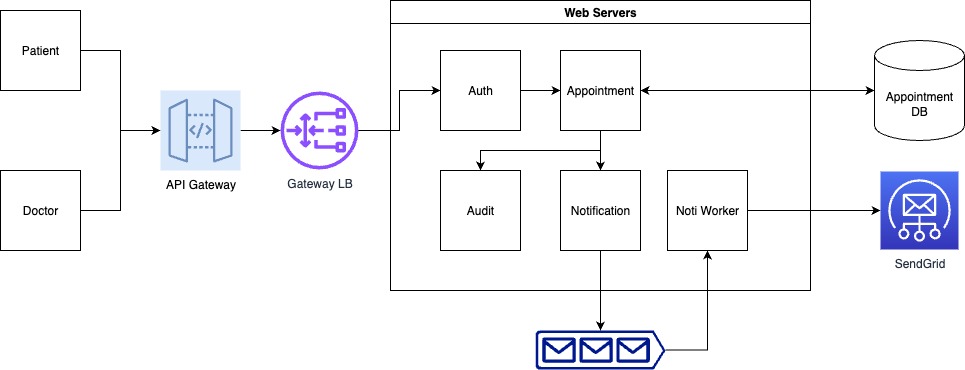 Web Servers
Patient
Auth
Appointment
Appointment
DB
API Gateway
Gateway LB
Doctor
Audit
Notification
Noti Worker
SendGrid